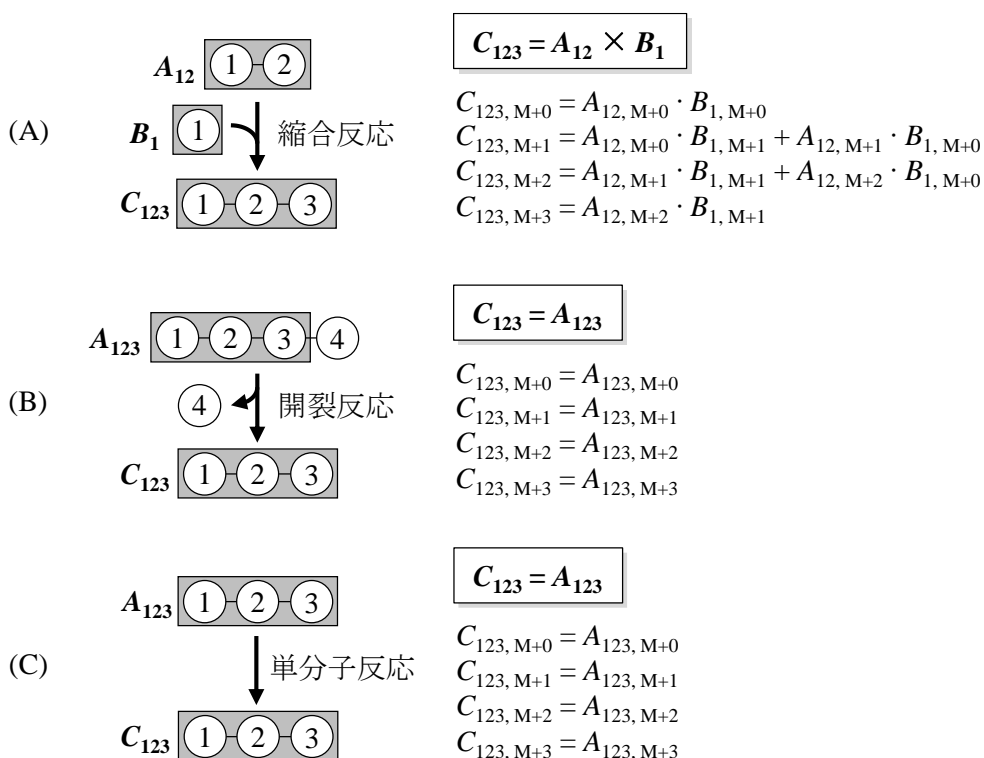 C₁₂₃ = A₁₂ × B₁
A₁₂ 1 2
(A)
B₁ 1 縮合反応
C₁₂₃ 1 2 3
C₁₂₃, M+0 = A₁₂, M+0 · B₁, M+0
C₁₂₃, M+1 = A₁₂, M+0 · B₁, M+1 + A₁₂, M+1 · B₁, M+0
C₁₂₃, M+2 = A₁₂, M+1 · B₁, M+1 + A₁₂, M+2 · B₁, M+0
C₁₂₃, M+3 = A₁₂, M+2 · B₁, M+1
C₁₂₃ = A₁₂₃
A₁₂₃ 1 2 3 4
(B)
4 開裂反応
C₁₂₃ 1 2 3
C₁₂₃, M+0 = A₁₂₃, M+0
C₁₂₃, M+1 = A₁₂₃, M+1
C₁₂₃, M+2 = A₁₂₃, M+2
C₁₂₃, M+3 = A₁₂₃, M+3
C₁₂₃ = A₁₂₃
A₁₂₃ 1 2 3
(C)
単分子反応
C₁₂₃ 1 2 3
C₁₂₃, M+0 = A₁₂₃, M+0
C₁₂₃, M+1 = A₁₂₃, M+1
C₁₂₃, M+2 = A₁₂₃, M+2
C₁₂₃, M+3 = A₁₂₃, M+3